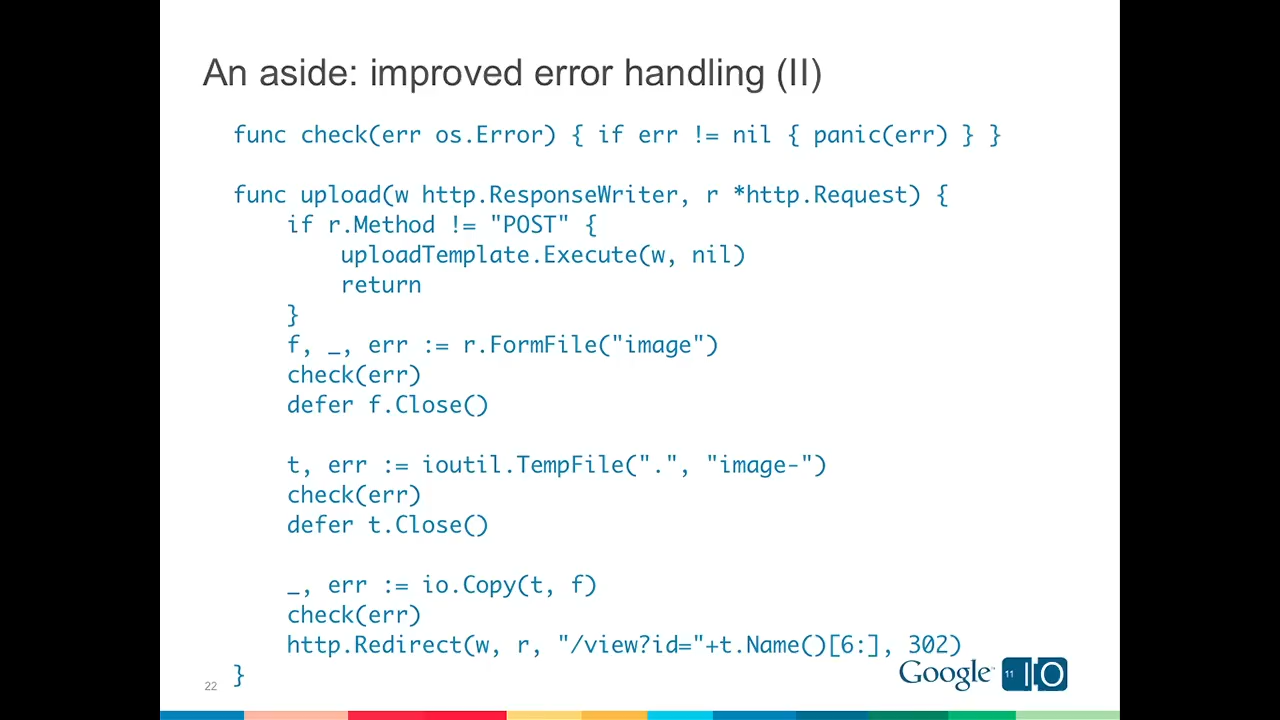 An aside: improved error handling (II)
func check(err os.Error) { if err != nil { panic(err) } }
func upload(w http.ResponseWriter, r *http.Request) {
if r.Method != "POST" {
uploadTemplate.Execute(w, nil)
return
}
f, _, err := r.FormFile("image")
check(err)
defer f.Close()
t, err := ioutil.TempFile(".", "image-")
check(err)
defer t.Close()
_, err := io.Copy(t, f)
check(err)
http.Redirect(w, r, "/view?id="+t.Name()[6:], 302)
}
22
Google 11 IO